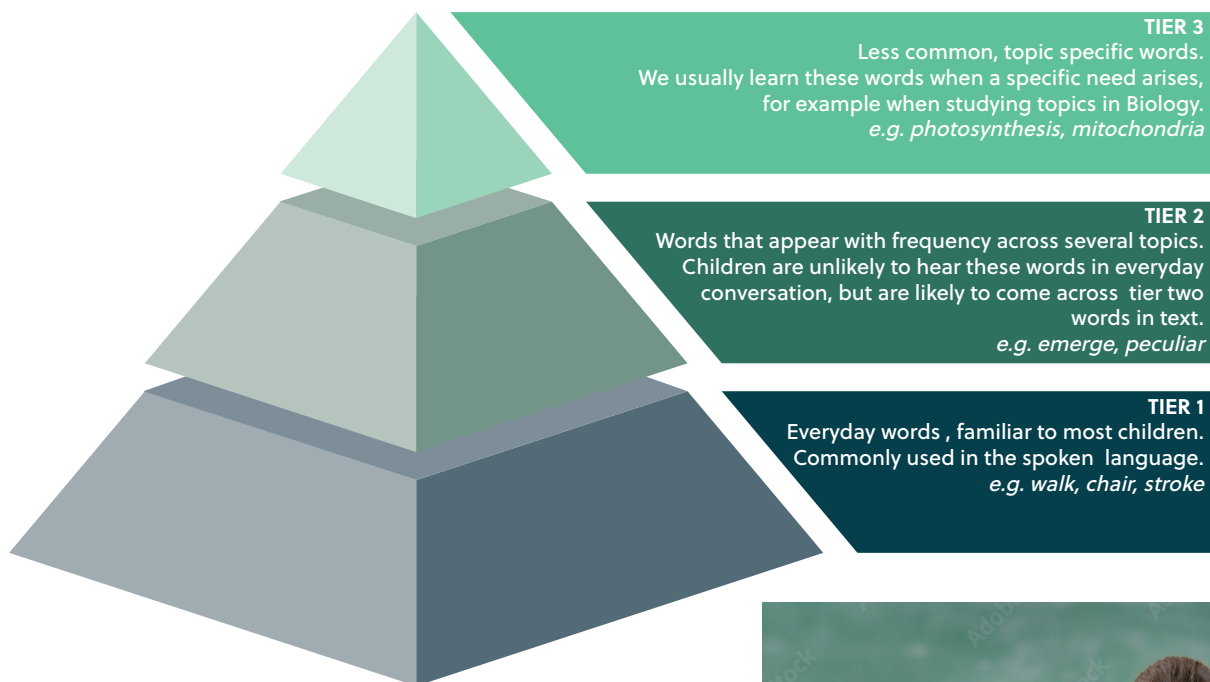 TIER 3
Less common, topic specific words.
We usually learn these words when a specific need arises,
for example when studying topics in Biology.
e.g. photosynthesis, mitochondria
TIER 2
Words that appear with frequency across several topics.
Children are unlikely to hear these words in everyday
conversation, but are likely to come across  tier two
words in text.
e.g. emerge, peculiar
TIER 1
Everyday words , familiar to most children.
Commonly used in the spoken  language.
e.g. walk, chair, stroke